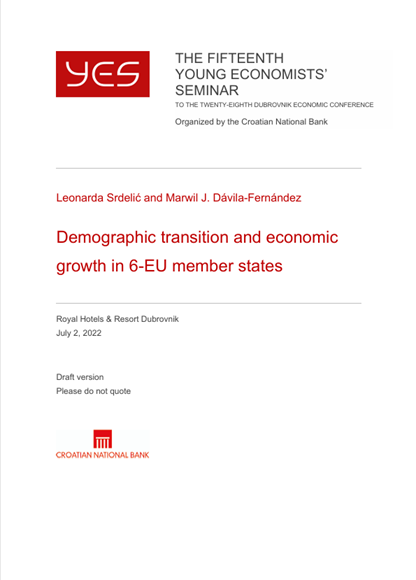 YES
THE FIFTEENTH
YOUNG ECONOMISTS'
SEMINAR
TO THE TWENTY-EIGHTH DUBROVNIK ECONOMIC CONFERENCE
Organized by the Croatian National Bank
Leonarda Srdelić and Marwil J. Dávila-Fernández
Demographic transition and economic
growth in 6-EU member states
Royal Hotels & Resort Dubrovnik
July 2, 2022
Draft version
Please do not quote
CROATIAN NATIONAL BANK